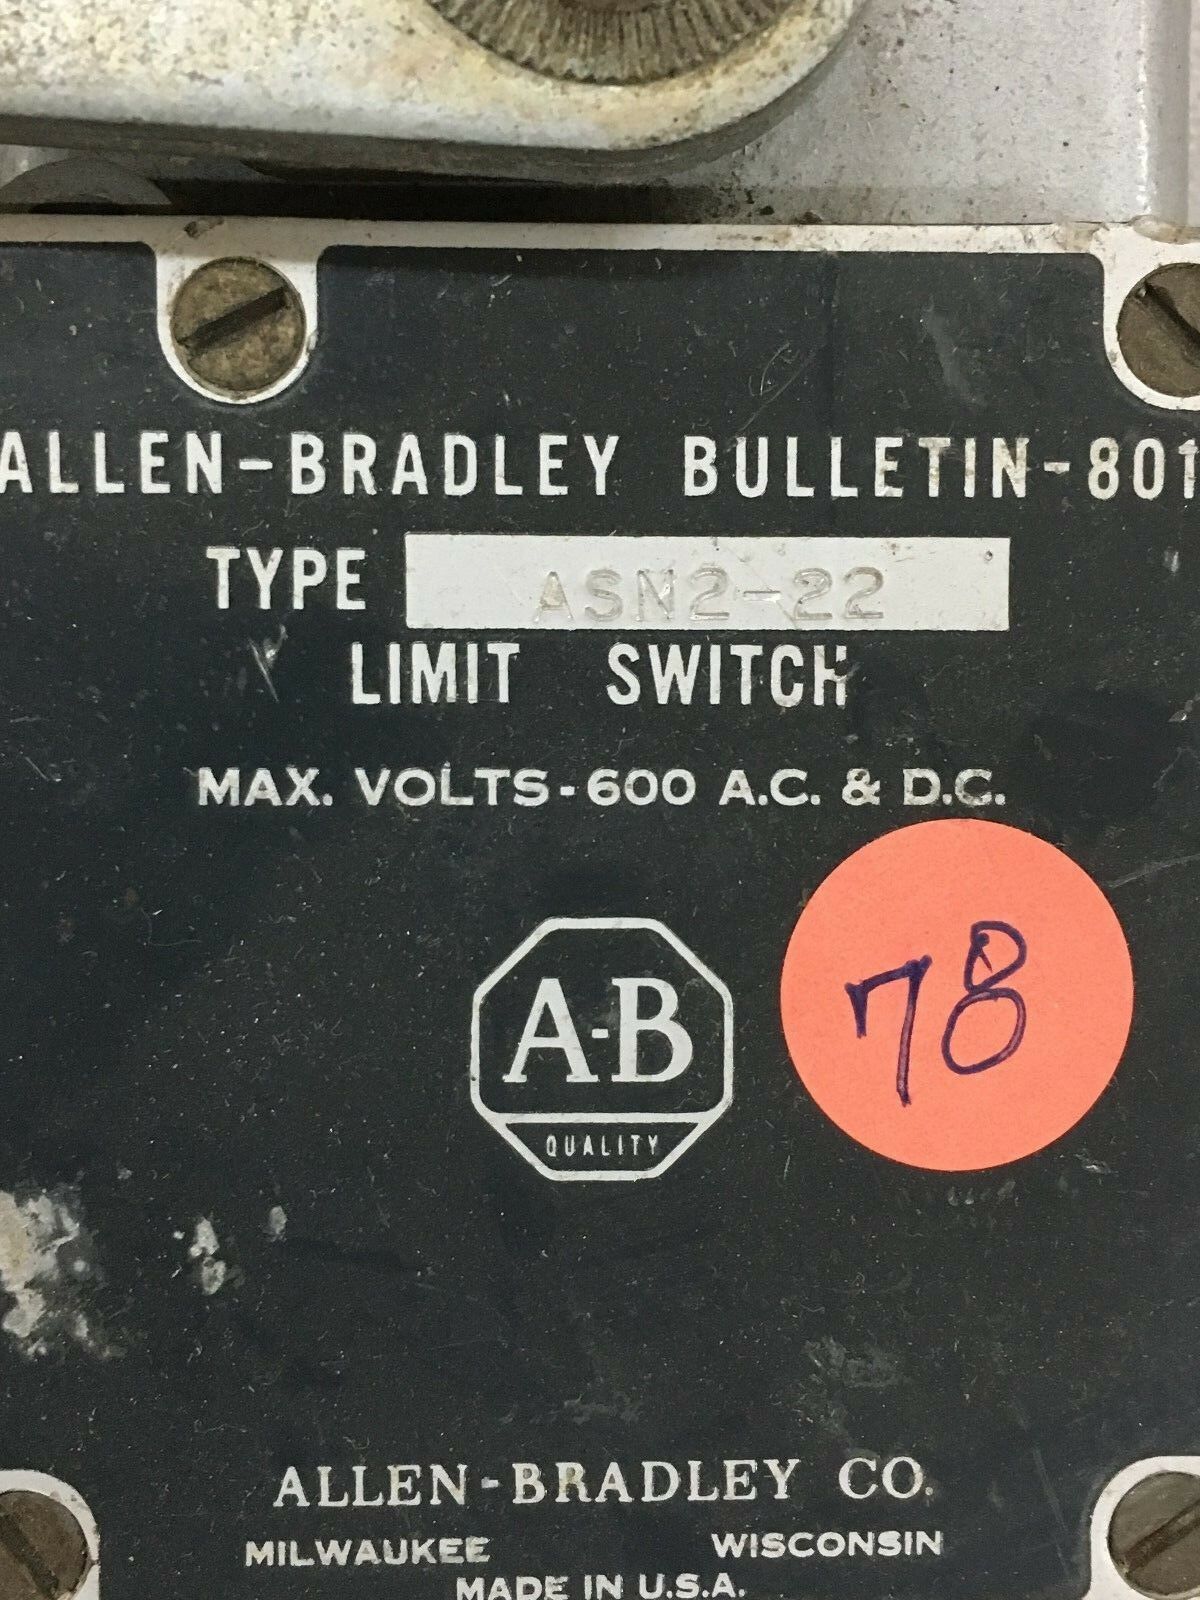 ALLEN-BRADLEY BULLETIN-801
TYPE ASN2-22
LIMIT SWITCH
MAX. VOLTS-600 A.C. & D.C.
78
A-B
QUALITY
ALLEN-BRADLEY CO.
MILWAUKEE WISCONSIN
MADE IN U.S.A.